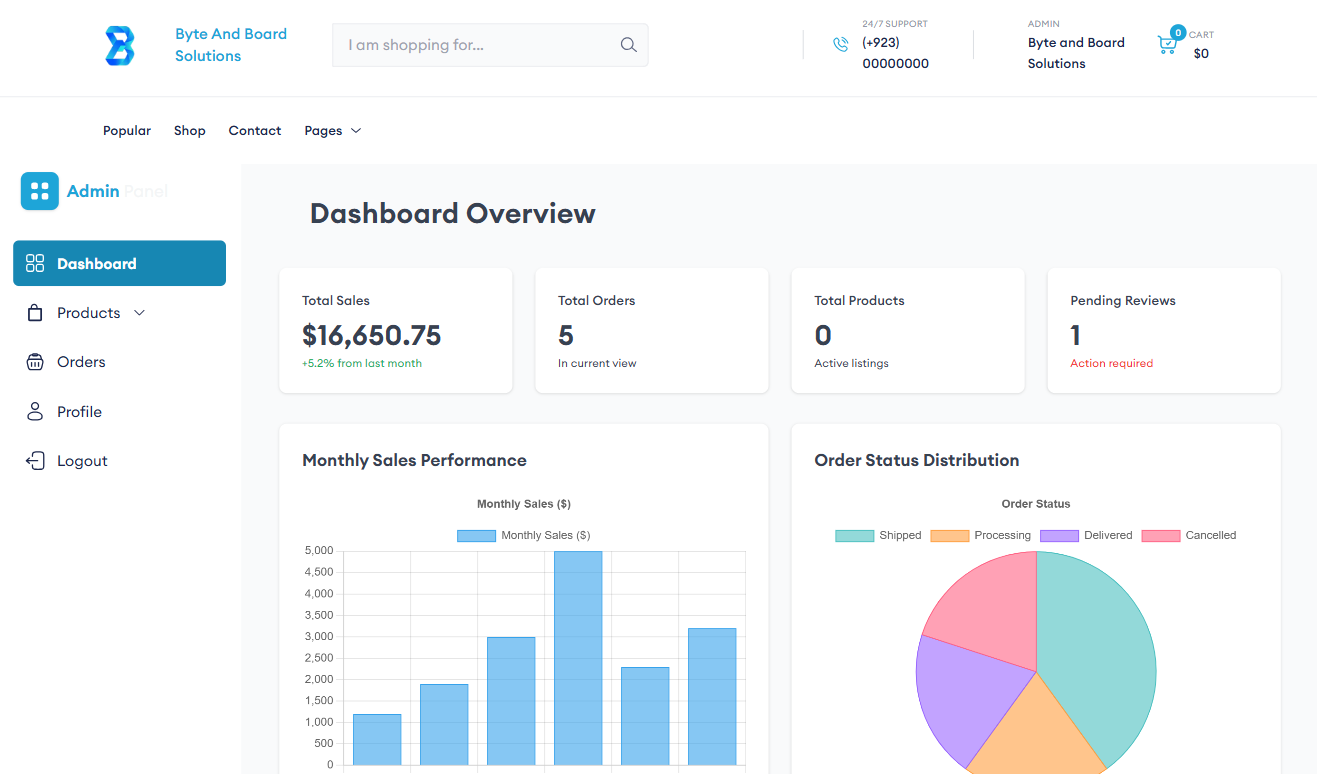 Byte And Board
Solutions
I am shopping for...
24/7 SUPPORT
(+923)
00000000
ADMIN
Byte and Board
Solutions
0
CART
$0
Popular
Shop
Contact
Pages
Admin Panel
Dashboard
Products
Orders
Profile
Logout
Dashboard Overview
Total Sales
$16,650.75
+5.2% from last month
Total Orders
5
In current view
Total Products
0
Active listings
Pending Reviews
1
Action required
Monthly Sales Performance
Monthly Sales ($)
Monthly Sales ($)
5,000
4,500
4,000
3,500
3,000
2,500
2,000
1,500
1,000
500
0
Order Status Distribution
Order Status
Shipped
Processing
Delivered
Cancelled